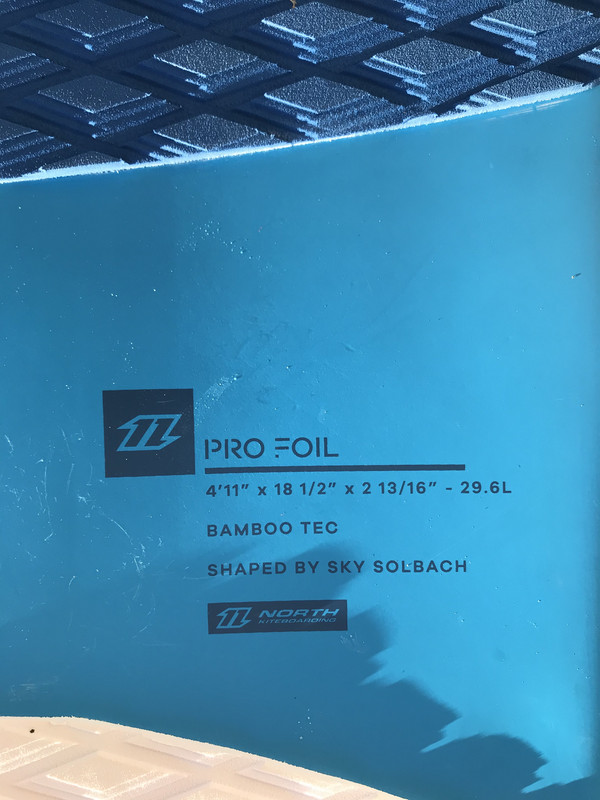 PRO FOIL
4'11" x 18 1/2" x 2 13/16" - 29.6L
BAMBOO TEC
SHAPED BY SKY SOLBACH
NORTH
KITEBOARDING